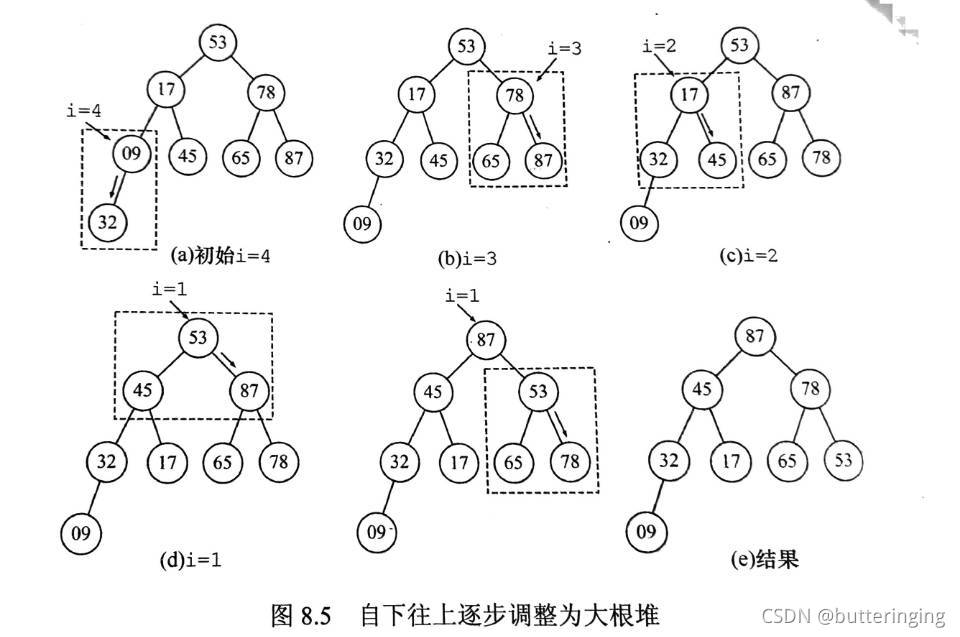 53 53 53
i=3 i=2
17 78 17 78 17 87
i=4
09 45 65 87 32 45 65 87 32 45 65 78
32 09 09
(a)初始i=4 (b)i=3 (c)i=2
i=1 i=1
53 87 87
45 87 45 53 45 78
32 17 65 78 32 17 65 78 32 17 65 53
09 09 09
(d)i=1 (e)结果
图 8.5 自下往上逐步调整为大根堆
CSDN @butteringing